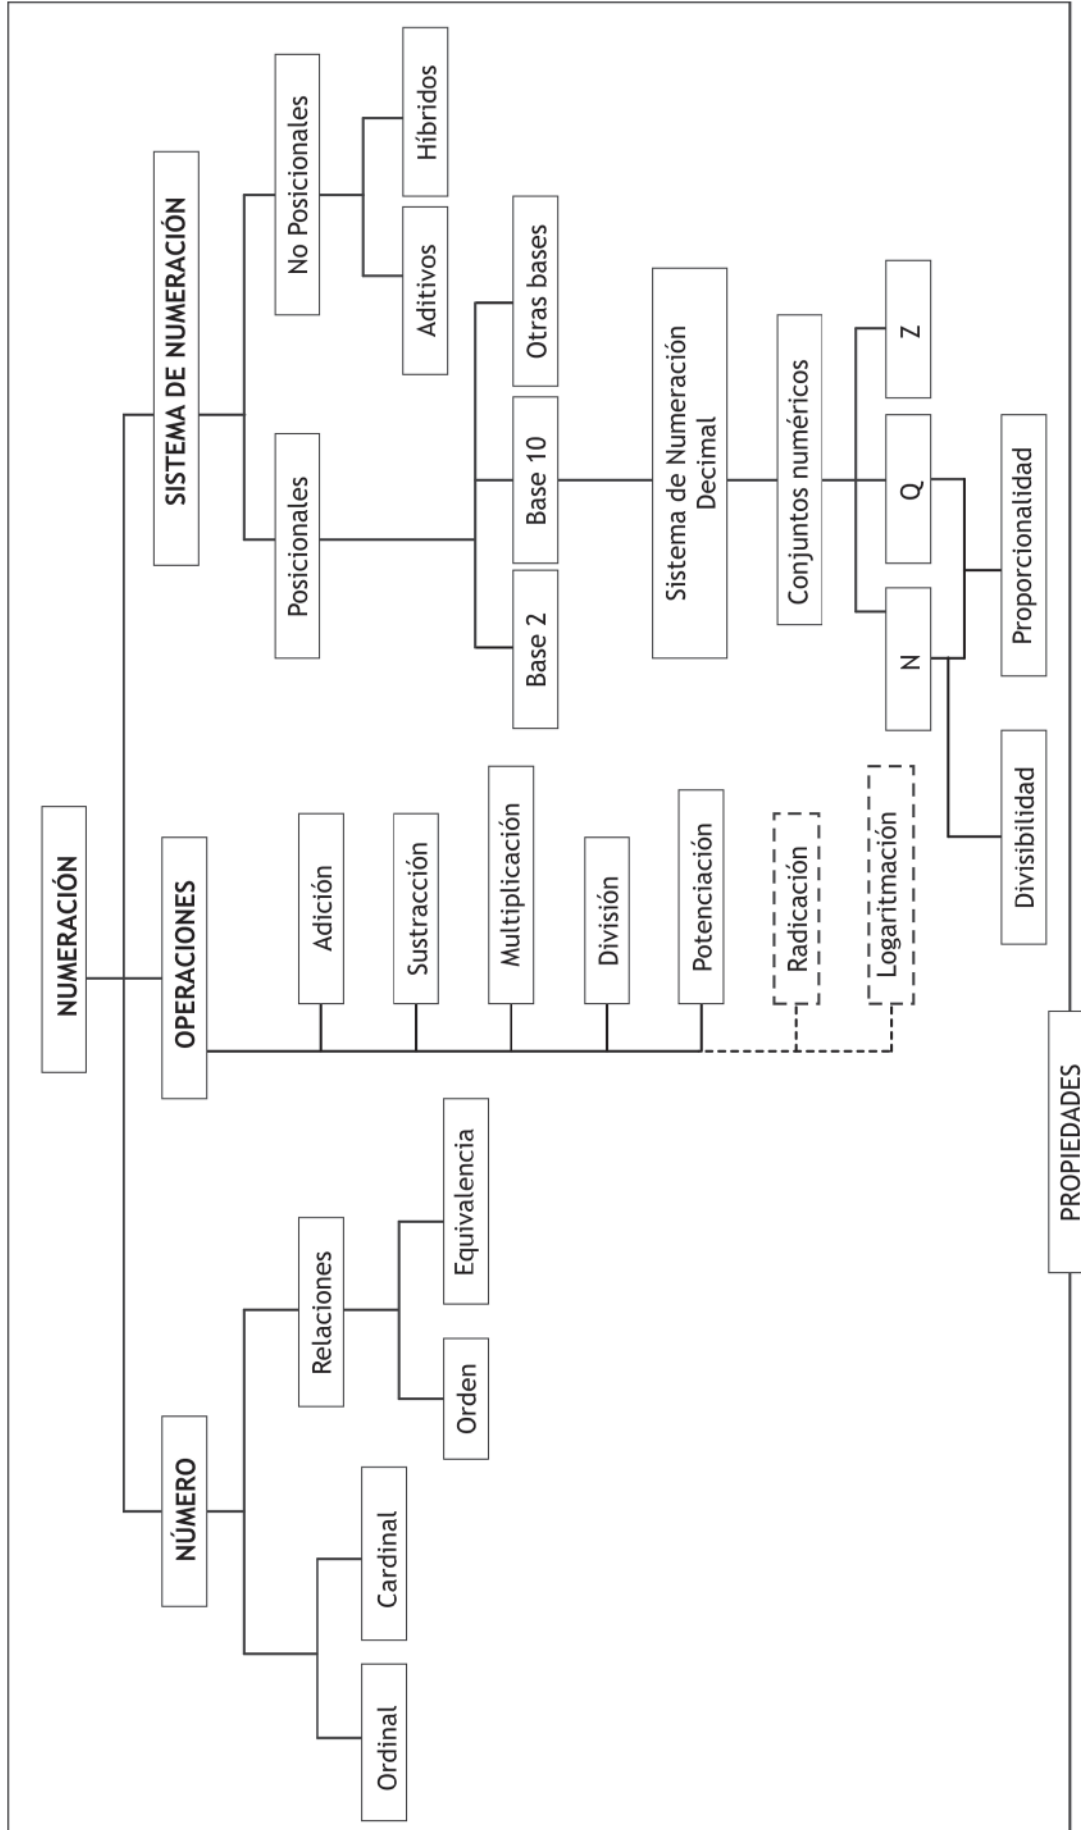 NUMERACIÓN
NÚMERO
OPERACIONES
SISTEMA DE NUMERACIÓN
Ordinal
Cardinal
Relaciones
Orden
Equivalencia
Adición
Sustracción
Multiplicación
División
Potenciación
Radicación
Logaritmación
Posicionales
No Posicionales
Aditivos
Híbridos
Base 2
Base 10
Otras bases
Sistema de Numeración
Decimal
Conjuntos numéricos
N
Q
Z
Divisibilidad
Proporcionalidad
PROPIEDADES